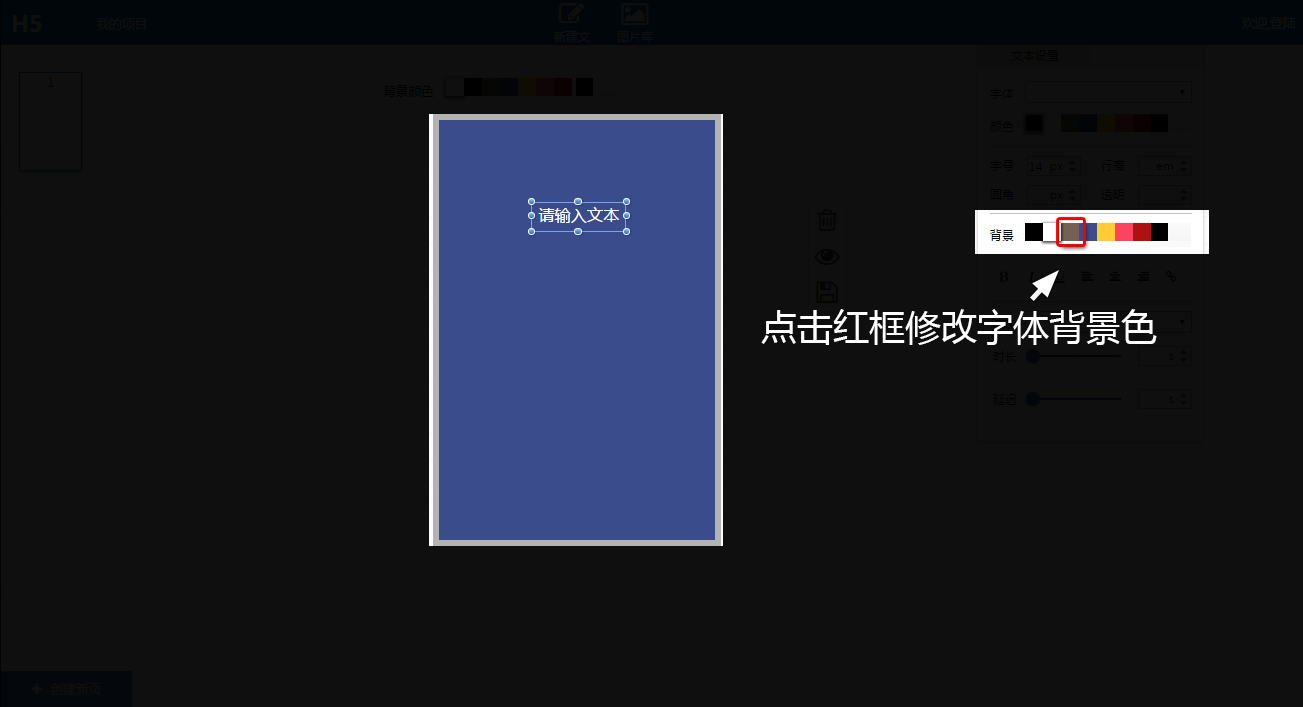 H5
我的项目
新建文
图片库
欢迎登陆
文本设置
1
背景颜色
字体
颜色
字号 14 px 行高 em
圆角 px 透明
请输入文本
背景
B I
点击红框修改字体背景色
时长 s
延迟 s
+ 创建新页